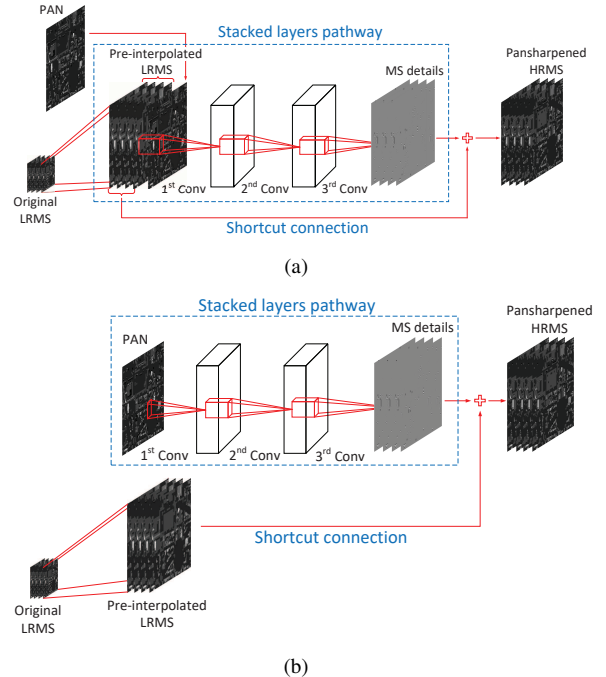 Stacked layers pathway
PAN
Pre-interpolated
LRMS
MS details
Pansharpened
HRMS
1st Conv
2nd Conv
3rd Conv
Original
LRMS
Shortcut connection
(a)
Stacked layers pathway
PAN
MS details
Pansharpened
HRMS
1st Conv
2nd Conv
3rd Conv
Shortcut connection
Original
LRMS
Pre-interpolated
LRMS
(b)